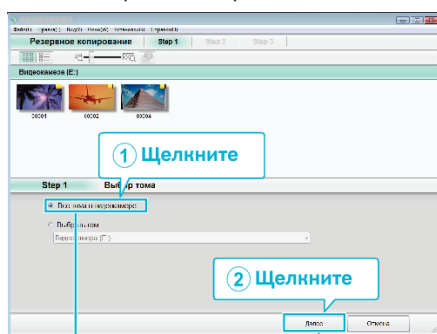 Резервное копирование Step 1 Step 2 Step 3
Видеокамера (E:)
00001 00002 00004
1 Щелкните
Step 1 Выбор тома
Все тома в видеокамере
Выбрать том
Видеокамера (E:)
2 Щелкните
Далее Отмена